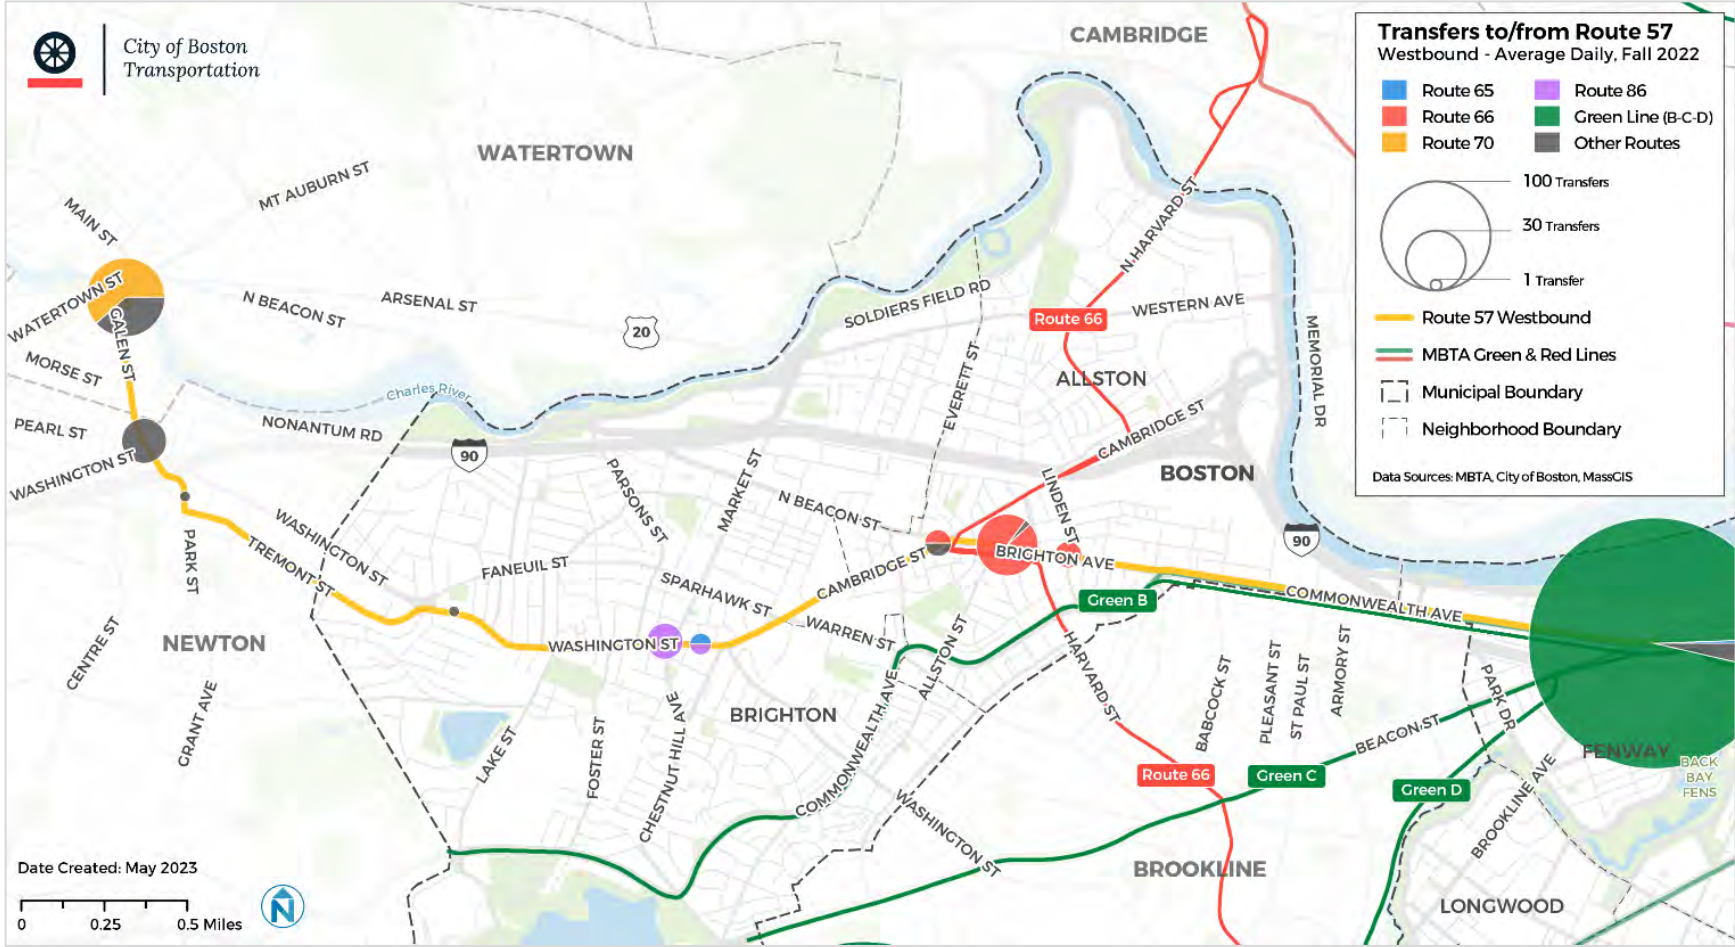 City of Boston
Transportation
CAMBRIDGE
WATERTOWN
MT AUBURN ST
MAIN ST
WATERTOWN ST
GALEN ST
N BEACON ST
ARSENAL ST
20
MORSE ST
PEARL ST
WASHINGTON ST
NONANTUM RD
Charles River
90
SOLDIERS FIELD RD
N HARVARD ST
Route 66
WESTERN AVE
ALLSTON
EVERETT ST
MEMORIAL DR
CAMBRIDGE ST
LINDEN ST
BOSTON
90
PARSONS ST
MARKET ST
N BEACON ST
PARK ST
WASHINGTON ST
TREMONT ST
FANEUIL ST
SPARHAWK ST
CAMBRIDGE ST
BRIGHTON AVE
COMMONWEALTH AVE
Green B
WARREN ST
WASHINGTON ST
ALLSTON ST
HARVARD ST
NEWTON
CENTRE ST
GRANT AVE
BRIGHTON
LAKE ST
FOSTER ST
CHESTNUT HILL AVE
COMMONWEALTH AVE
WASHINGTON ST
BABCOCK ST
PLEASANT ST
ST PAUL ST
ARMORY ST
PARK DR
BEACON ST
Route 66
Green C
Green D
FENWAY
BACK
BAY
FENS
BROOKLINE AVE
BROOKLINE
LONGWOOD
Transfers to/from Route 57
Westbound - Average Daily, Fall 2022
Route 65
Route 86
Route 66
Green Line (B-C-D)
Route 70
Other Routes
100 Transfers
30 Transfers
1 Transfer
Route 57 Westbound
MBTA Green & Red Lines
Municipal Boundary
Neighborhood Boundary
Data Sources: MBTA, City of Boston, MassGIS
Date Created: May 2023
0 0.25 0.5 Miles
N